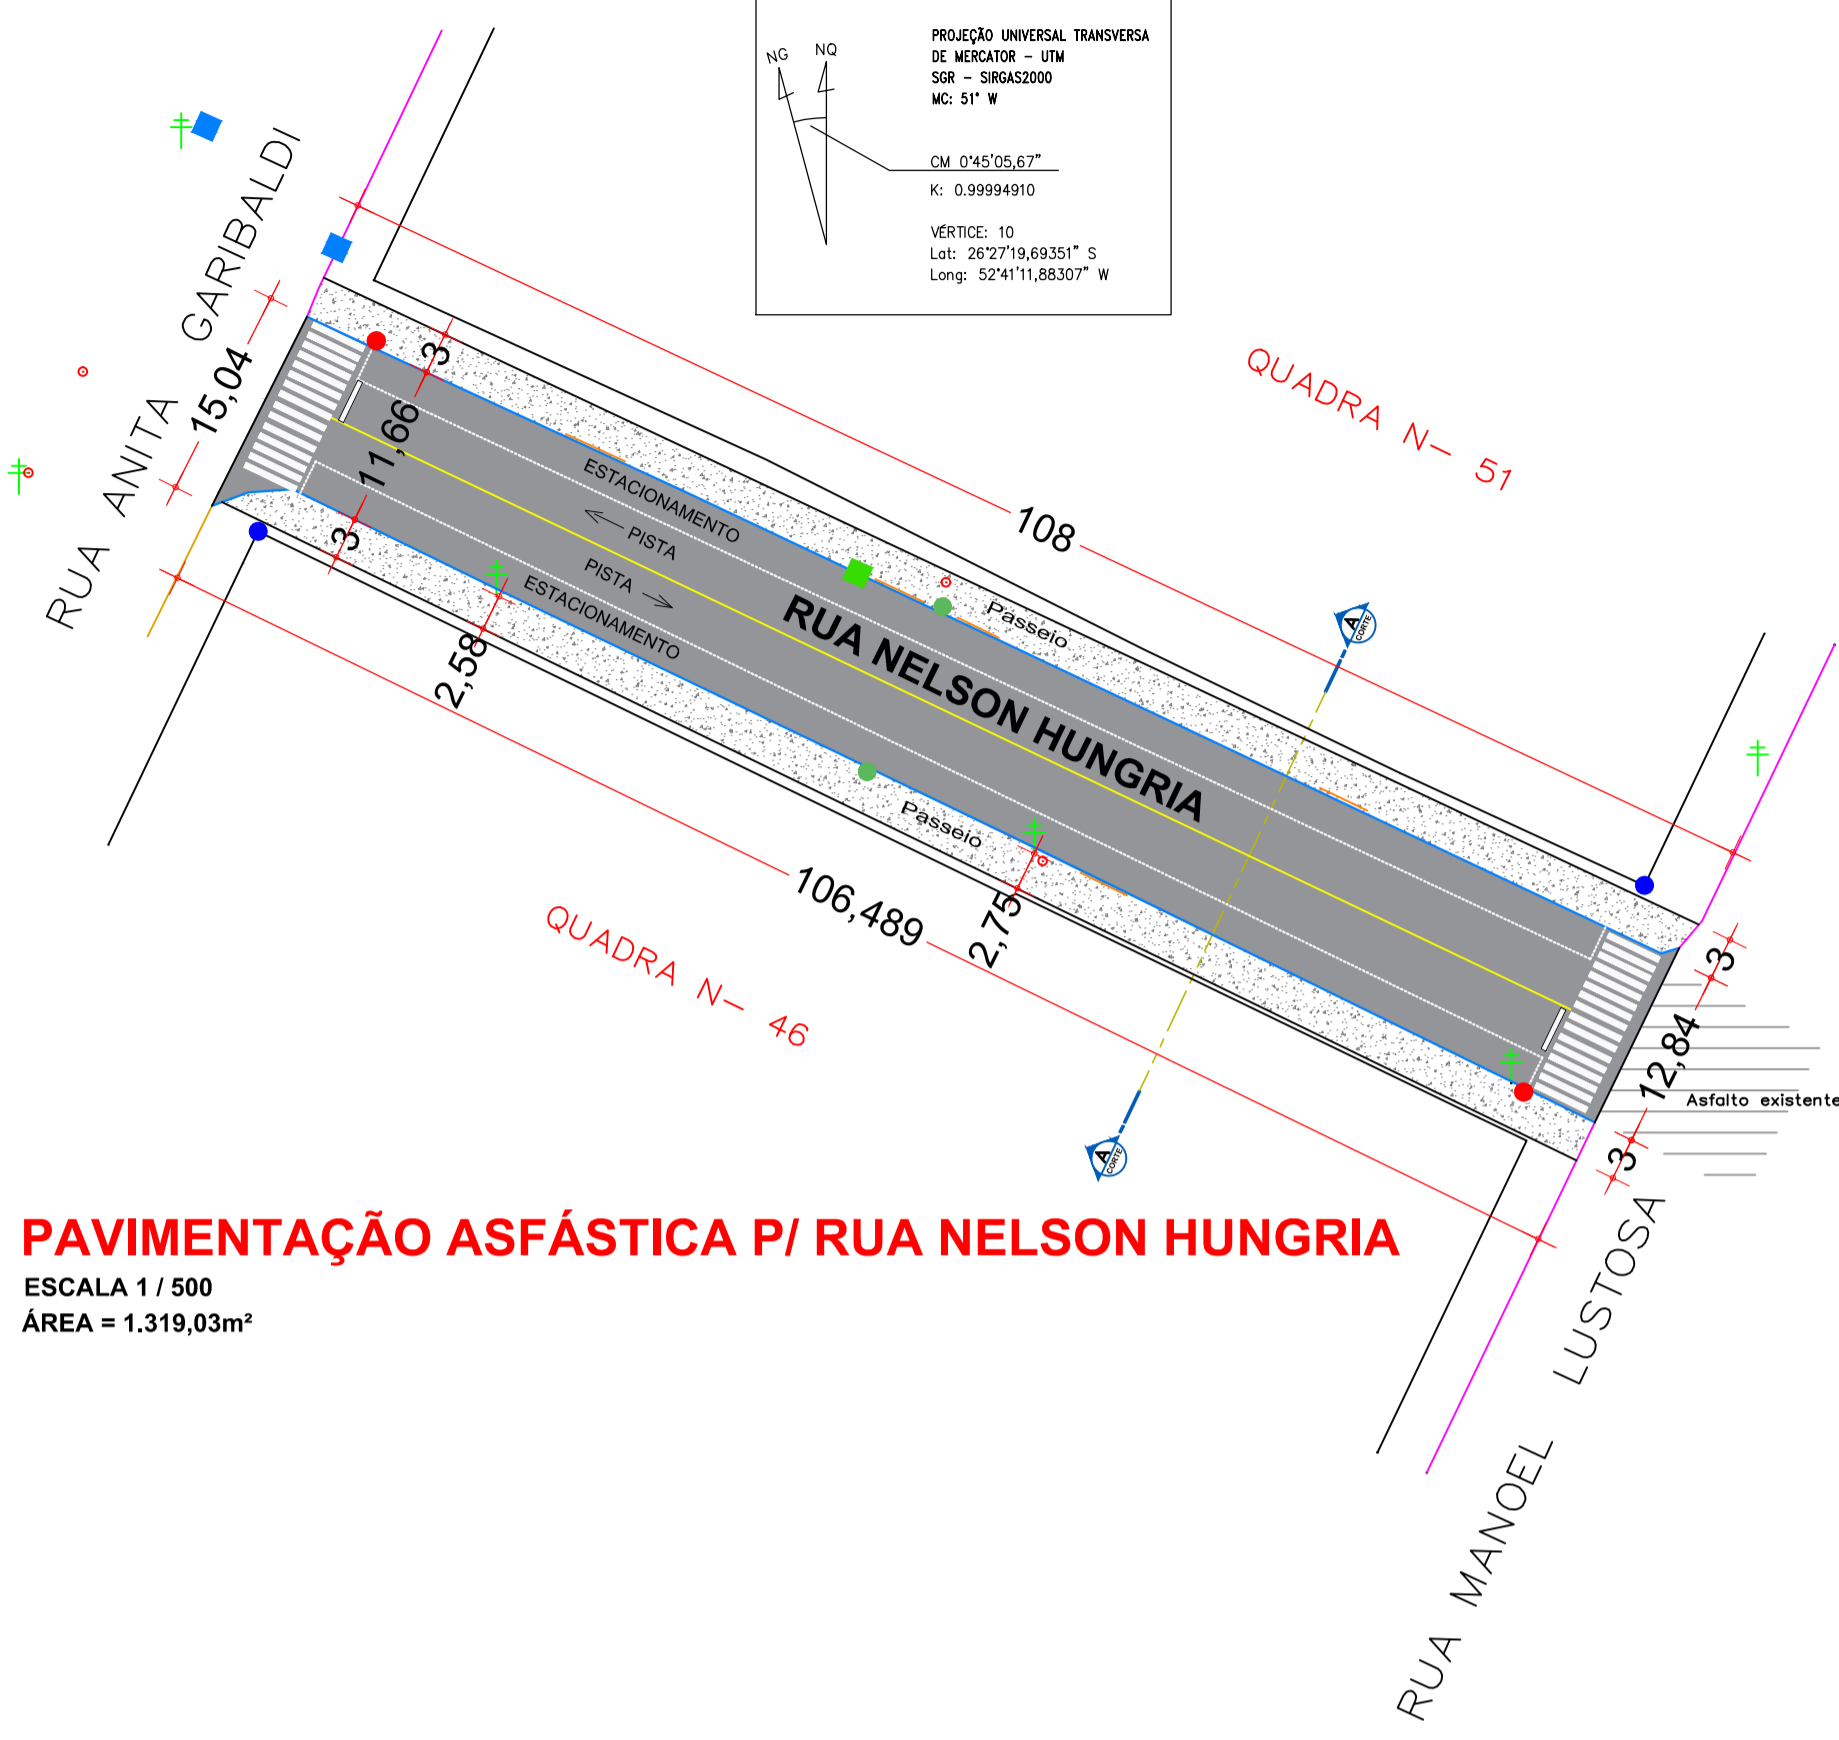 NG
NQ
PROJEÇÃO UNIVERSAL TRANSVERSA
DE MERCATOR - UTM
SGR - SIRGAS2000
MC: 51° W
CM 0°45'05,67"
K: 0.99994910
VÉRTICE: 10
Lat: 26°27'19,69351" S
Long: 52°41'11,88307" W
RUA ANITA GARIBALDI
15,04
3
11,66
3
2,58
ESTACIONAMENTO
PISTA
PISTA
ESTACIONAMENTO
RUA NELSON HUNGRIA
Passeio
Passeio
108
QUADRA N- 51
A
CORTE
106,489
2,75
QUADRA N- 46
A
CORTE
3
12,84
3
Asfalto existente
RUA MANOEL LUSTOSA
PAVIMENTAÇÃO ASFÁSTICA P/ RUA NELSON HUNGRIA
ESCALA 1 / 500
ÁREA = 1.319,03m²